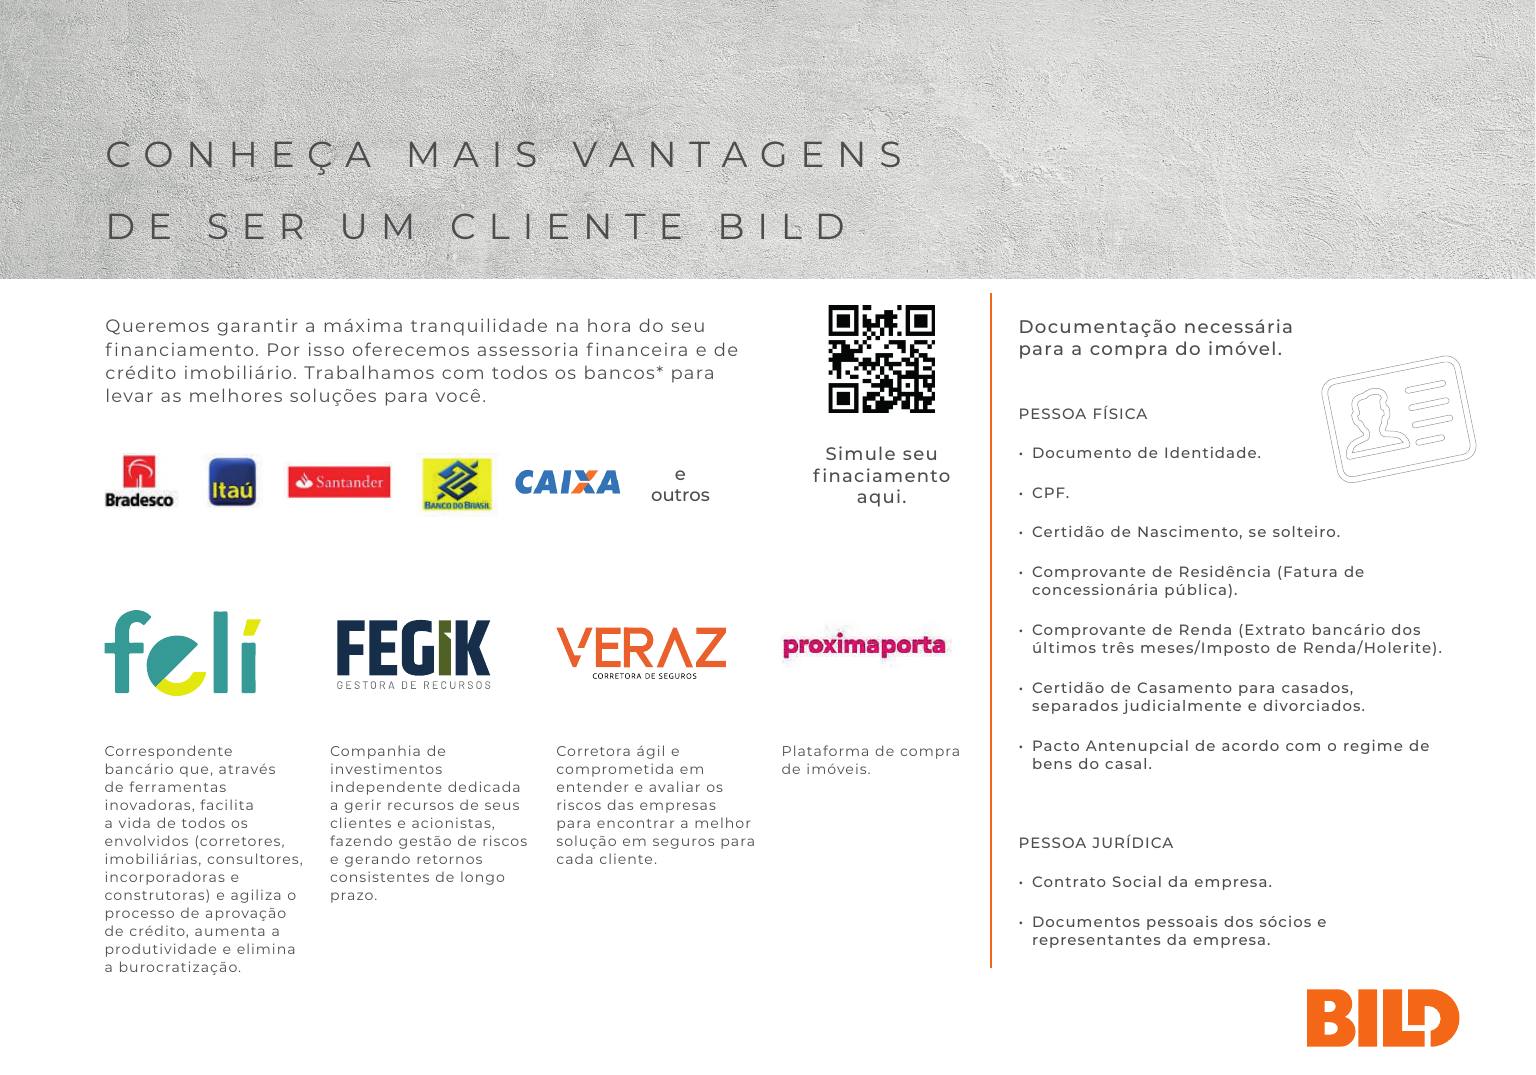 CONHEÇA MAIS VANTAGENS
DE SER UM CLIENTE BILD
Queremos garantir a máxima tranquilidade na hora do seu
financiamento. Por isso oferecemos assessoria financeira e de
crédito imobiliário. Trabalhamos com todos os bancos* para
levar as melhores soluções para você.
Bradesco
Itaú
Santander
BANCO DO BRASIL
CAIXA
e
outros
Simule seu
finaciamento
aqui.
feli
FEGIK
GESTORA DE RECURSOS
VERAZ
CORRETORA DE SEGUROS
proximaporta
Correspondente
bancário que, através
de ferramentas
inovadoras, facilita
a vida de todos os
envolvidos (corretores,
imobiliárias, consultores,
incorporadoras e
construtoras) e agiliza o
processo de aprovação
de crédito, aumenta a
produtividade e elimina
a burocratização.
Companhia de
investimentos
independente dedicada
a gerir recursos de seus
clientes e acionistas,
fazendo gestão de riscos
e gerando retornos
consistentes de longo
prazo.
Corretora ágil e
comprometida em
entender e avaliar os
riscos das empresas
para encontrar a melhor
solução em seguros para
cada cliente.
Plataforma de compra
de imóveis.
Documentação necessária
para a compra do imóvel.
PESSOA FÍSICA
• Documento de Identidade.
• CPF.
• Certidão de Nascimento, se solteiro.
• Comprovante de Residência (Fatura de
concessionária pública).
• Comprovante de Renda (Extrato bancário dos
últimos três meses/Imposto de Renda/Holerite).
• Certidão de Casamento para casados,
separados judicialmente e divorciados.
• Pacto Antenupcial de acordo com o regime de
bens do casal.
PESSOA JURÍDICA
• Contrato Social da empresa.
• Documentos pessoais dos sócios e
representantes da empresa.
BILD